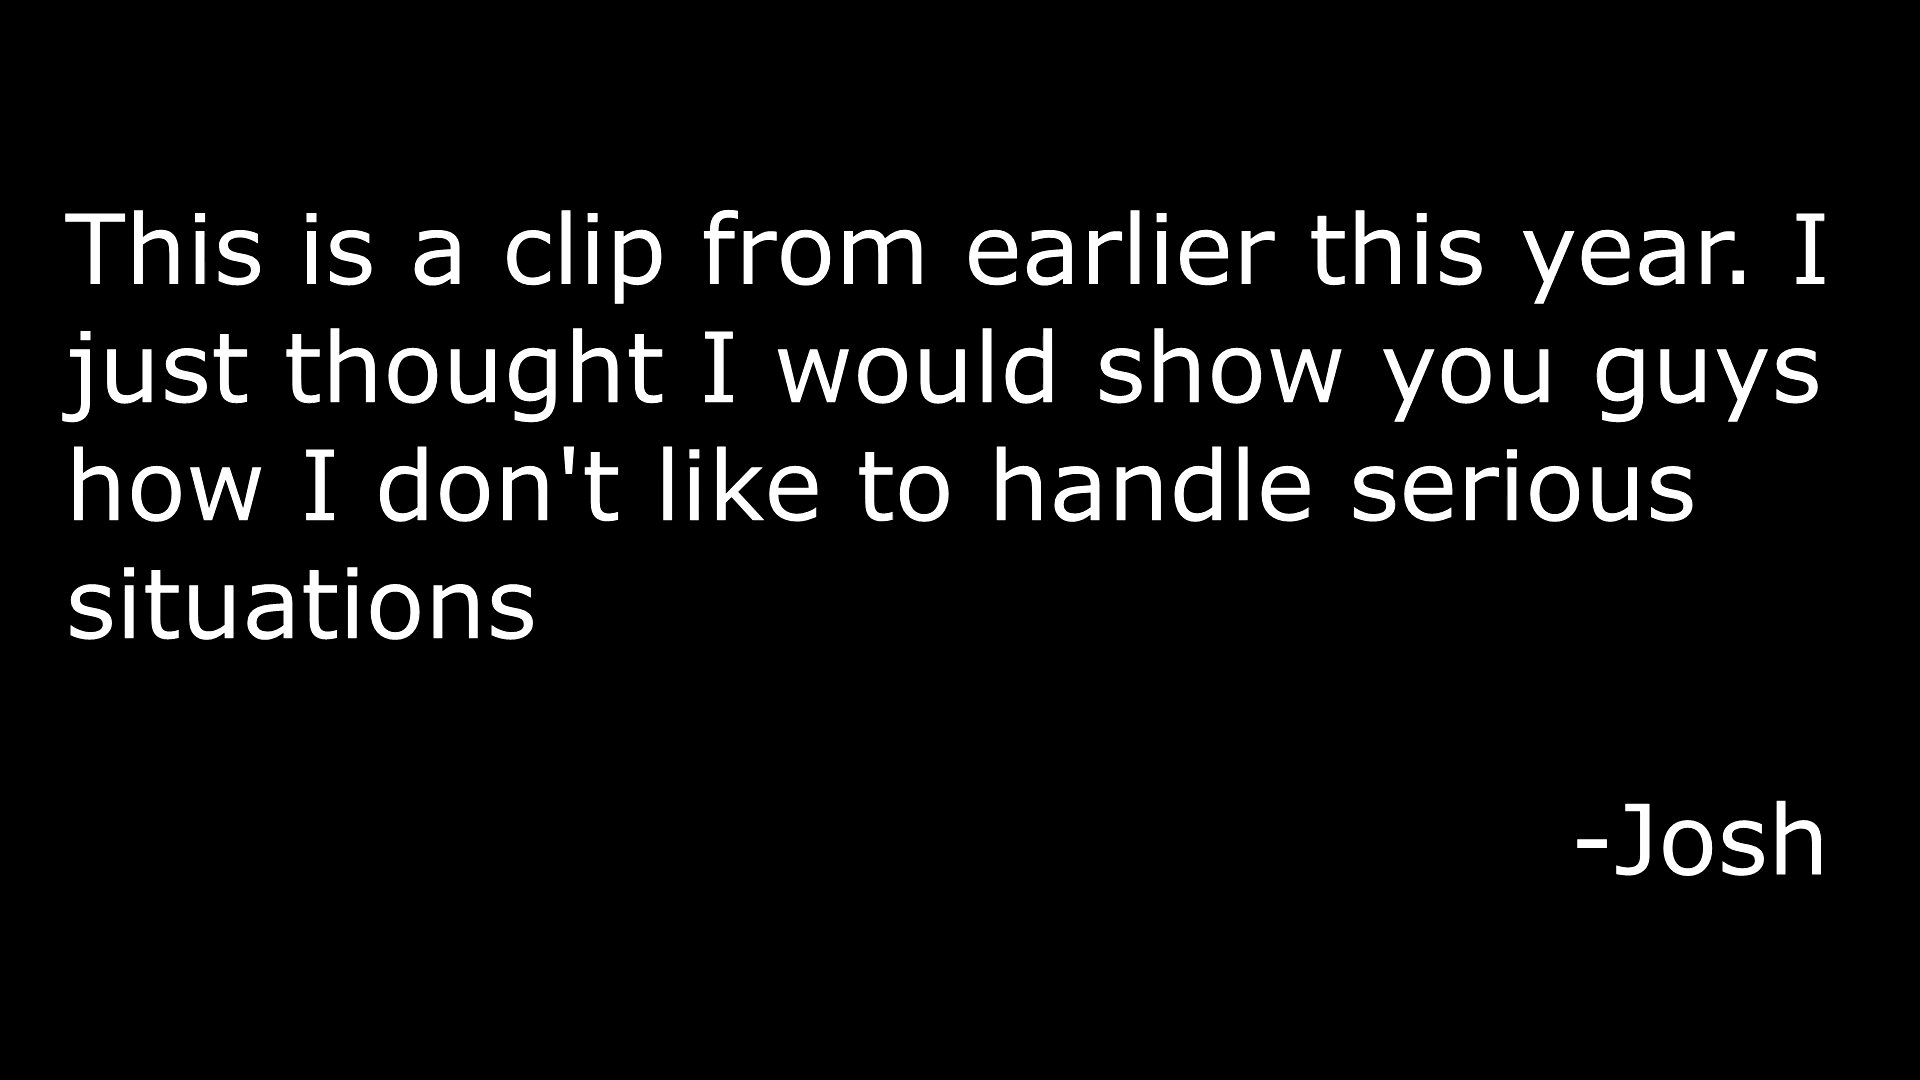 This is a clip from earlier this year. I
just thought I would show you guys
how I don't like to handle serious
situations
-Josh